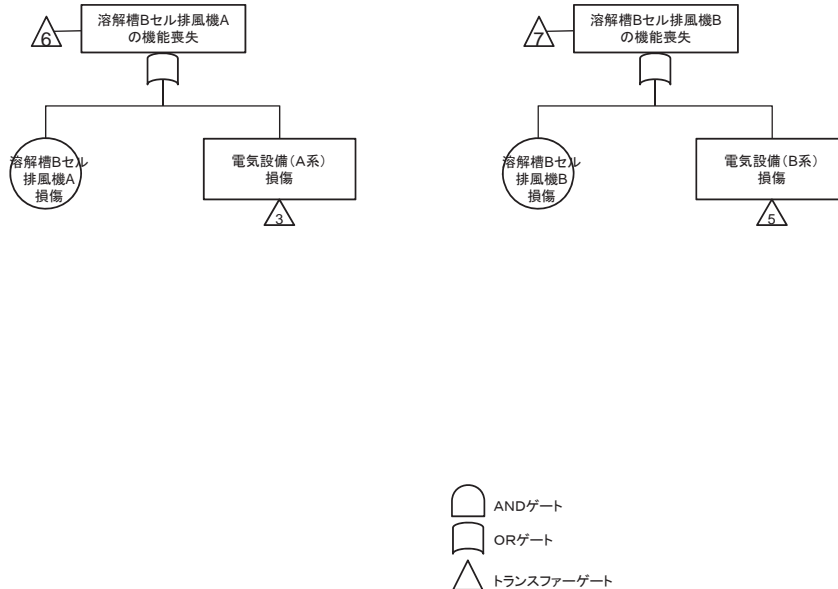 6
溶解槽Bセル排風機A
の機能喪失
溶解槽Bセル
排風機A
損傷
電気設備（A系）
損傷
3
7
溶解槽Bセル排風機B
の機能喪失
溶解槽Bセル
排風機B
損傷
電気設備（B系）
損傷
5
ANDゲート
ORゲート
トランスファーゲート